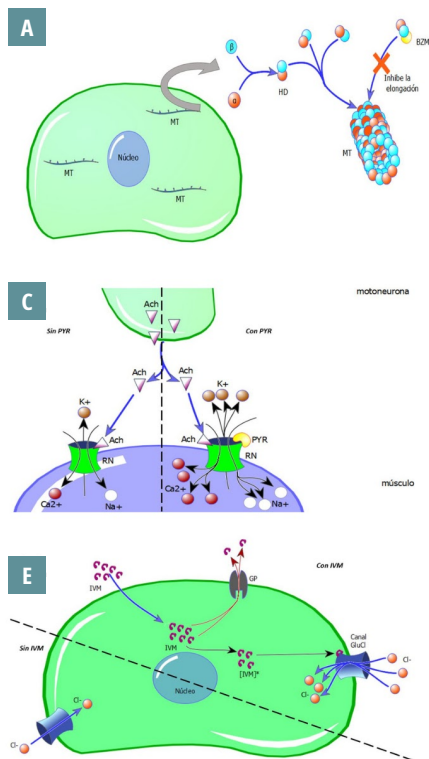 A
β
α
HD
BZM
Inhibe la
elongación
MT
MT
MT
MT
Núcleo
C
motoneurona
Sin PYR
Con PYR
Ach
Ach
Ach
K+
K+
Ach
Ach
PYR
RN
RN
Ca2+
Na+
Ca2+
Na+
músculo
E
Con IVM
Sin IVM
IVM
GP
IVM
[IVM]*
Canal
GluCl
Cl-
Cl-
Núcleo
Cl-
Cl-